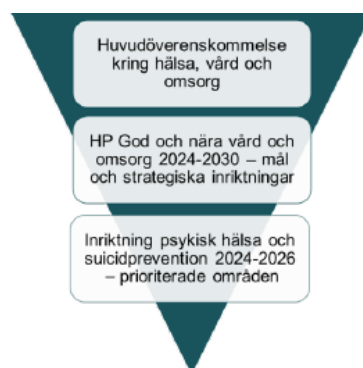 Huvudöverenskommelse
kring hälsa, vård och
omsorg
HP God och nära vård och
omsorg 2024-2030 – mål
och strategiska inriktningar
Inriktning psykisk hälsa och
suicidprevention 2024-2026
– prioriterade områden